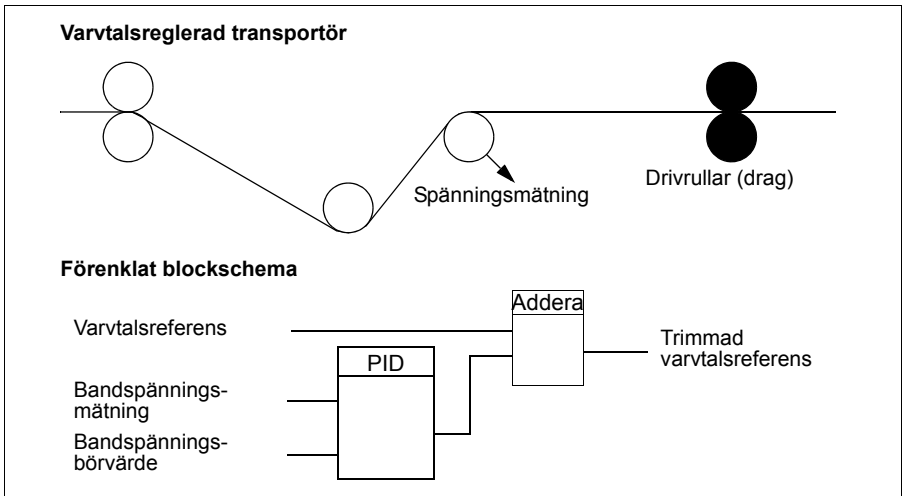 Varvtalsreglerad transportör
Spänningsmätning
Drivrullar (drag)
Förenklat blockschema
Addera
Varvtalsreferens
Trimmad
varvtalsreferens
PID
Bandspännings-
mätning
Bandspännings-
börvärde